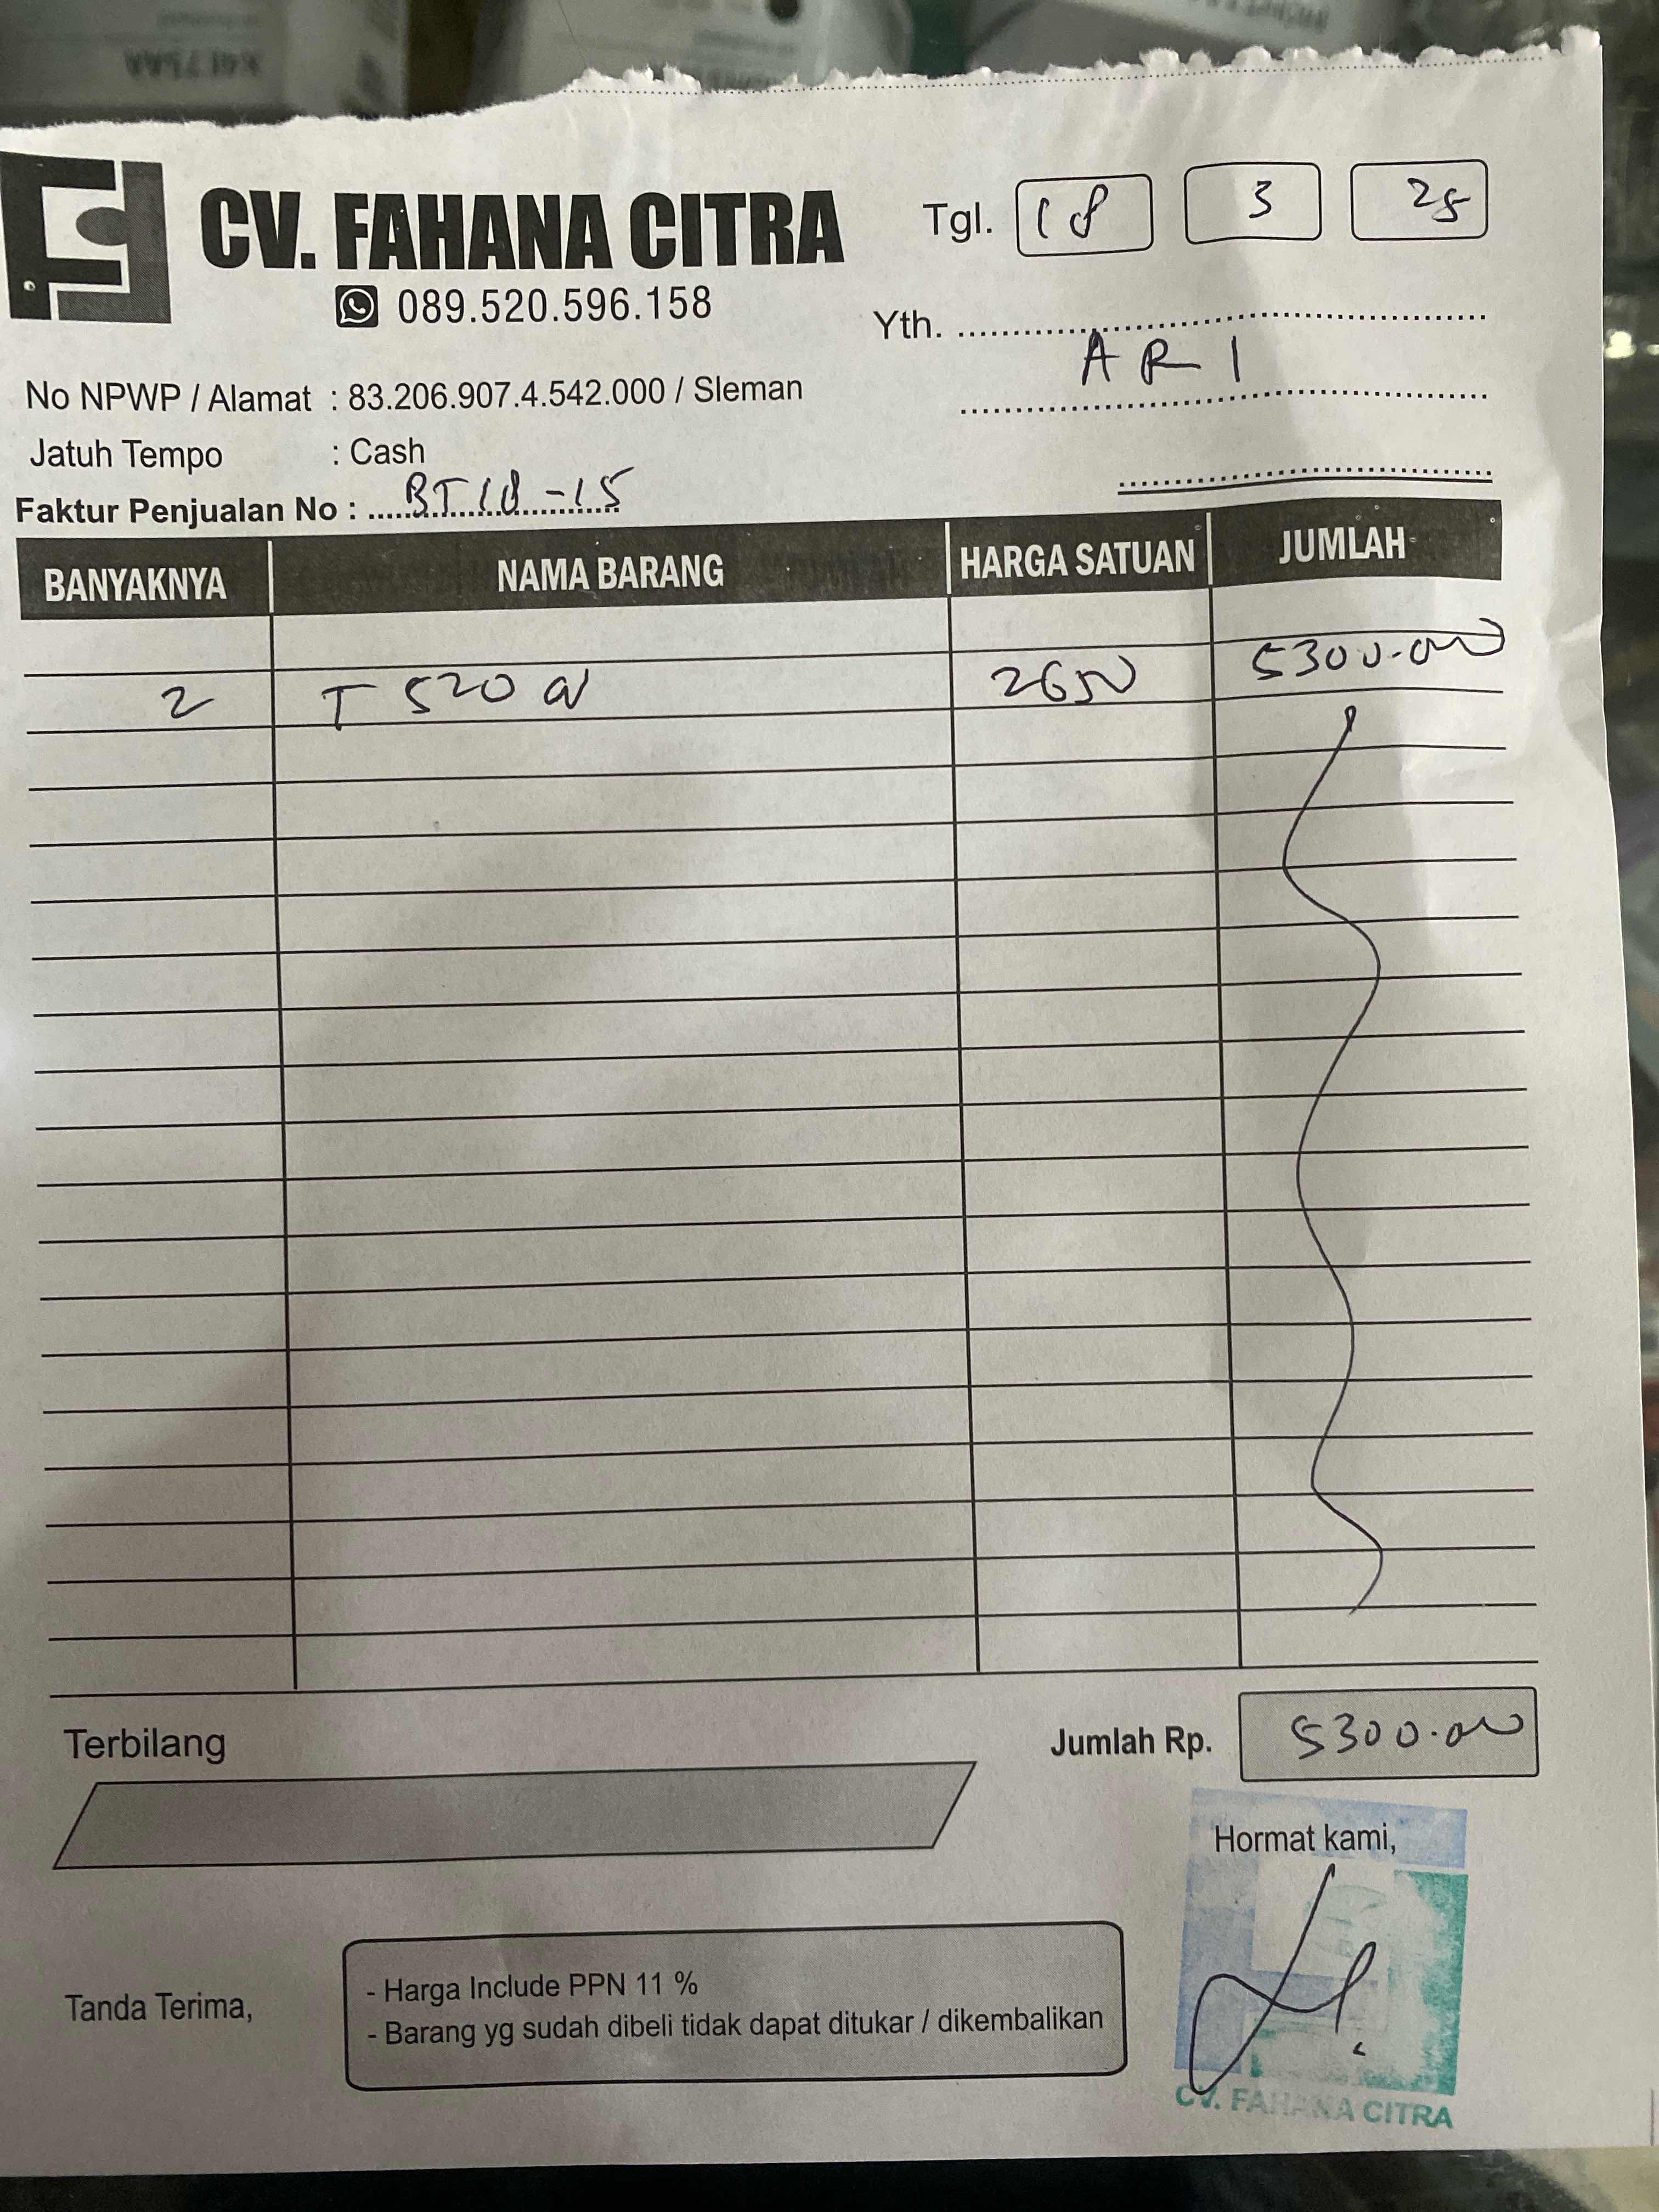 CV. FAHANA CITRA
089.520.596.158
Tgl. 18 3 25
Yth.
ARI
No NPWP / Alamat : 83.206.907.4.542.000 / Sleman
Jatuh Tempo : Cash
Faktur Penjualan No : BT18-15
BANYAKNYA NAMA BARANG HARGA SATUAN JUMLAH
2 T 520 W 2650 5300.000
Terbilang
Jumlah Rp. 5300.000
Hormat kami,
Tanda Terima,
- Harga Include PPN 11 %
- Barang yg sudah dibeli tidak dapat ditukar / dikembalikan
CV. FAHANA CITRA